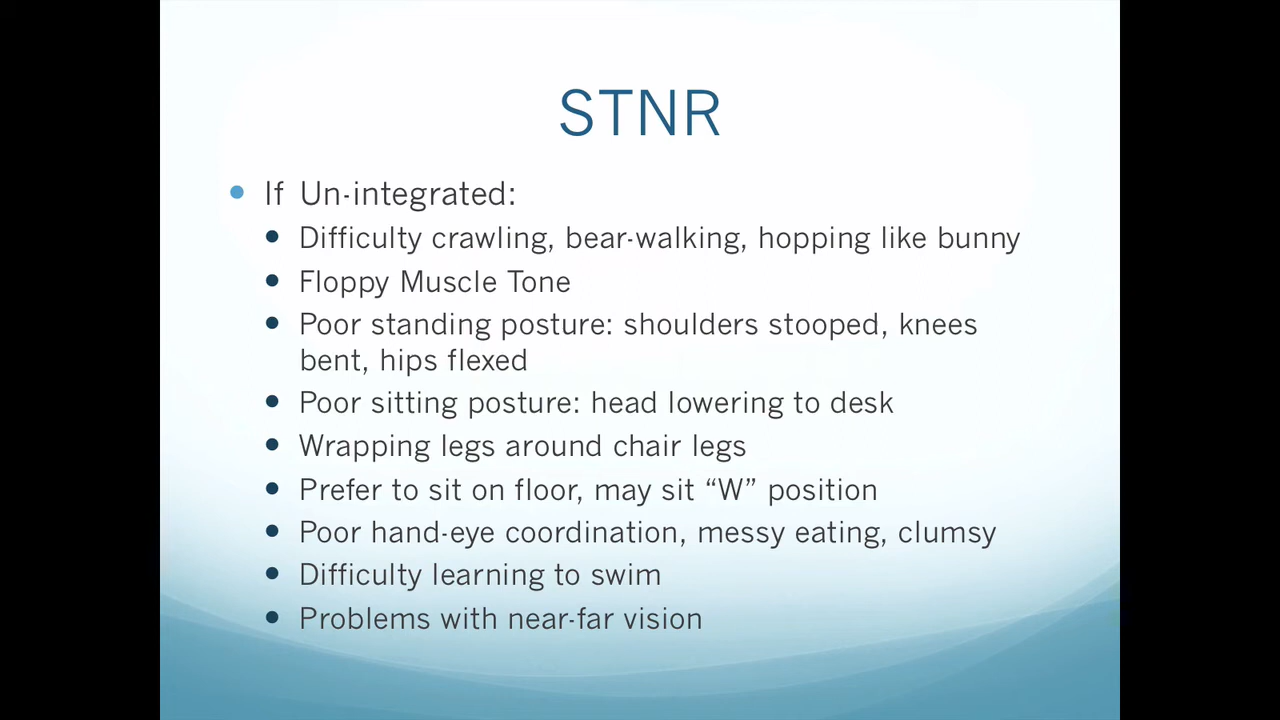 STNR
If Un-integrated:
Difficulty crawling, bear-walking, hopping like bunny
Floppy Muscle Tone
Poor standing posture: shoulders stooped, knees
bent, hips flexed
Poor sitting posture: head lowering to desk
Wrapping legs around chair legs
Prefer to sit on floor, may sit “W” position
Poor hand-eye coordination, messy eating, clumsy
Difficulty learning to swim
Problems with near-far vision